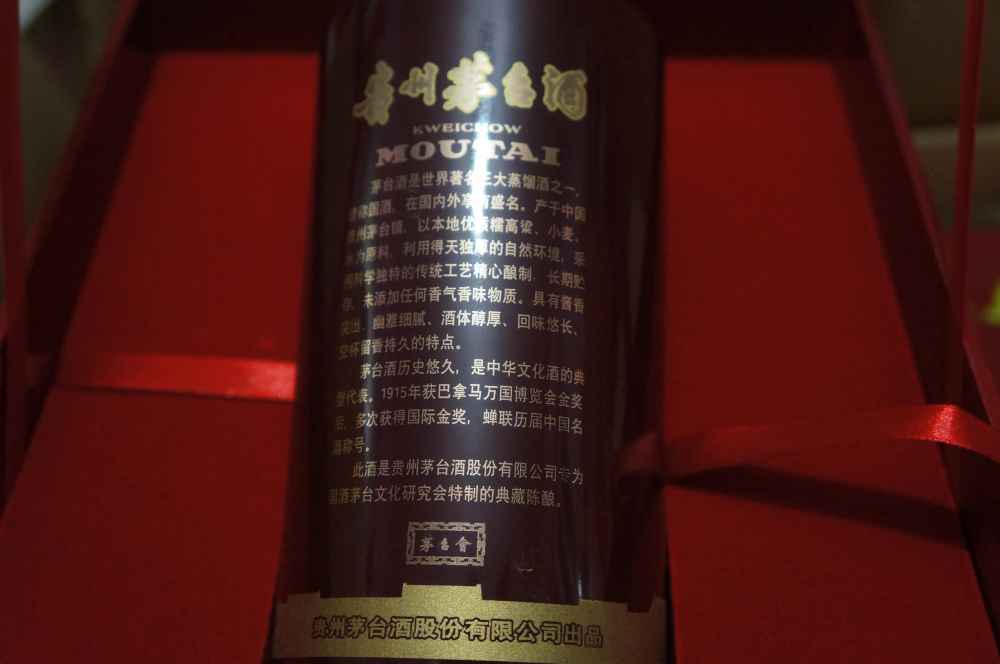 贵州茅台酒
KWEICHOW
MOUTAI
茅台酒是世界著名三大蒸馏酒之一，
誉称国酒，在国内外享有盛名。产于中国
贵州茅台镇，以本地优质糯高粱、小麦、
水为原料，利用得天独厚的自然环境，采
用科学独特的传统工艺精心酿制，长期贮
存，未添加任何香气香味物质。具有酱香
突出、幽雅细腻、酒体醇厚、回味悠长、
空杯留香持久的特点。
茅台酒历史悠久，是中华文化酒的典
型代表。1915年获巴拿马万国博览会金奖
后，多次获得国际金奖，蝉联历届中国名
酒称号。
此酒是贵州茅台酒股份有限公司专为
国酒茅台文化研究会特制的典藏陈酿。
茅台會
贵州茅台酒股份有限公司出品